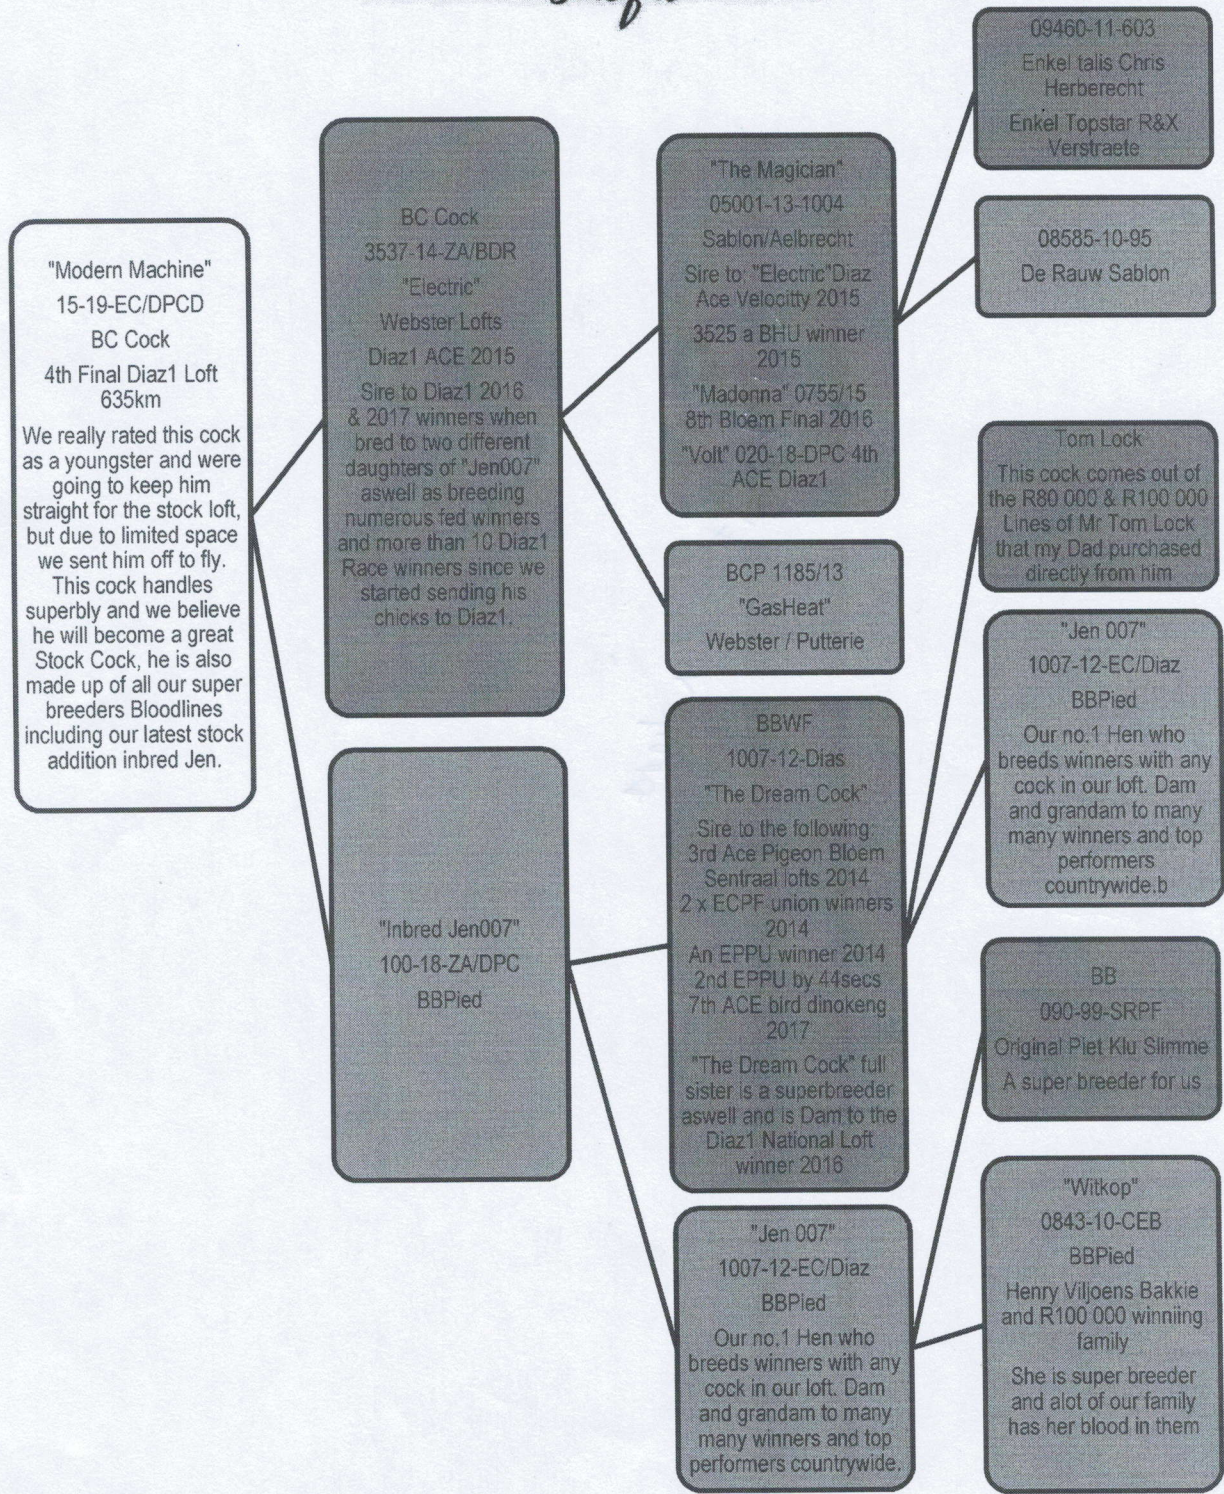 "Modern Machine"
15-19-EC/DPCD
BC Cock
4th Final Diaz1 Loft
635km
We really rated this cock
as a youngster and were
going to keep him
straight for the stock loft,
but due to limited space
we sent him off to fly.
This cock handles
superbly and we believe
he will become a great
Stock Cock, he is also
made up of all our super
breeders Bloodlines
including our latest stock
addition inbred Jen.
BC Cock
3537-14-ZA/BDR
"Electric"
Webster Lofts
Diaz1 ACE 2015
Sire to Diaz1 2016
& 2017 winners when
bred to two different
daughters of "Jen007"
aswell as breeding
numerous fed winners
and more than 10 Diaz1
Race winners since we
started sending his
chicks to Diaz1.
"Inbred Jen007"
100-18-ZA/DPC
BBPied
"The Magician"
05001-13-1004
Sablon/Aelbrecht
Sire to: "Electric"Diaz
Ace Velocitty 2015
3525 a BHU winner
2015
"Madonna" 0755/15
8th Bloem Final 2016
"Volt" 020-18-DPC 4th
ACE Diaz1
BCP 1185/13
"GasHeat"
Webster / Putterie
BBWF
1007-12-Dias
"The Dream Cock"
Sire to the following:
3rd Ace Pigeon Bloem
Sentraal lofts 2014
2 x ECPF union winners
2014
An EPPU winner 2014
2nd EPPU by 44secs
7th ACE bird dinokeng
2017
"The Dream Cock" full
sister is a superbreeder
aswell and is Dam to the
Diaz1 National Loft
winner 2016
"Jen 007"
1007-12-EC/Diaz
BBPied
Our no.1 Hen who
breeds winners with any
cock in our loft. Dam
and grandam to many
many winners and top
performers countrywide.
09460-11-603
Enkel talis Chris
Herberecht
Enkel Topstar R&X
Verstraete
08585-10-95
De Rauw Sablon
Tom Lock
This cock comes out of
the R80 000 & R100 000
Lines of Mr Tom Lock
that my Dad purchased
directly from him
"Jen 007"
1007-12-EC/Diaz
BBPied
Our no.1 Hen who
breeds winners with any
cock in our loft. Dam
and grandam to many
many winners and top
performers
countrywide.b
BB
090-99-SRPF
Original Piet Klu Slimme
A super breeder for us
"Witkop"
0843-10-CEB
BBPied
Henry Viljoens Bakkie
and R100 000 winniing
family
She is super breeder
and alot of our family
has her blood in them